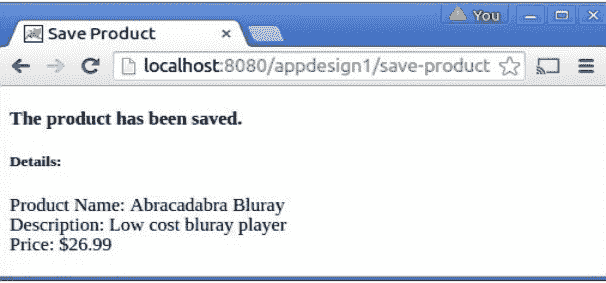 You
Save Product
localhost:8080/appdesign1/save-product
The product has been saved.
Details:
Product Name: Abracadabra Bluray
Description: Low cost bluray player
Price: $26.99